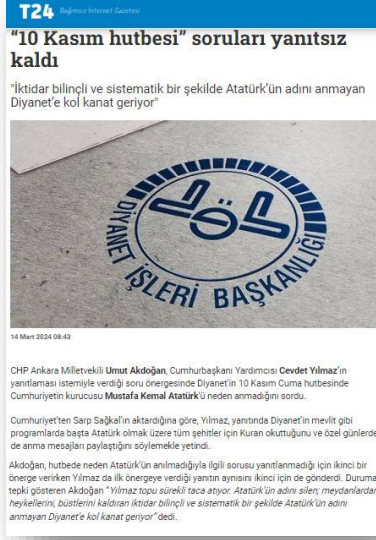 T24 Bağımsız İnternet Gazetesi
“10 Kasım hutbesi” soruları yanıtsız
kaldı
"İktidar bilinçli ve sistematik bir şekilde Atatürk’ün adını anmayan
Diyanet’e kol kanat geriyor"
DİYANET İŞLERİ BAŞKANLIĞI
14 Mart 2024 08:43
CHP Ankara Milletvekili Umut Akdoğan, Cumhurbaşkanı Yardımcısı Cevdet Yılmaz’ın
yanıtlaması istemiyle verdiği soru önergesinde Diyanet’in 10 Kasım Cuma hutbesinde
Cumhuriyetin kurucusu Mustafa Kemal Atatürk’ü neden anmadığını sordu.
Cumhuriyet’ten Sarp Sağkal’ın aktardığına göre, Yılmaz, yanıtında Diyanet’in mevlit gibi
programlarda başta Atatürk olmak üzere tüm şehitler için Kuran okuttuğunu ve özel günlerde
de anma mesajları paylaştığını söylemekle yetindi.
Akdoğan, hutbede neden Atatürk’ün anılmadığıyla ilgili sorusu yanıtlanmadığı için ikinci bir
önerge verirken Yılmaz da ilk önergeye verdiği yanıtın aynısını ikinci için de gönderdi. Duruma
tepki gösteren Akdoğan “Yılmaz topu sürekli taca atıyor. Atatürk’ün adını silen; meydanlardan
heykellerini, büstlerini kaldıran iktidar bilinçli ve sistematik bir şekilde Atatürk’ün adını
anmayan Diyanet’e kol kanat geriyor” dedi.